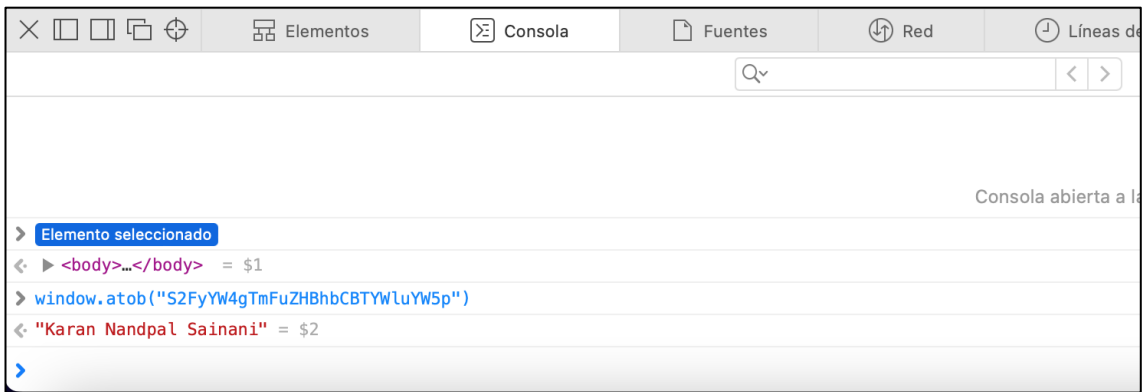 Elementos Consola Fuentes Red Líneas de
Consola abierta a la
Elemento seleccionado
<body>…</body> = $1
window.atob("S2FyYW4gTmFuZHBhbCBTYWluYW5p")
"Karan Nandpal Sainani" = $2